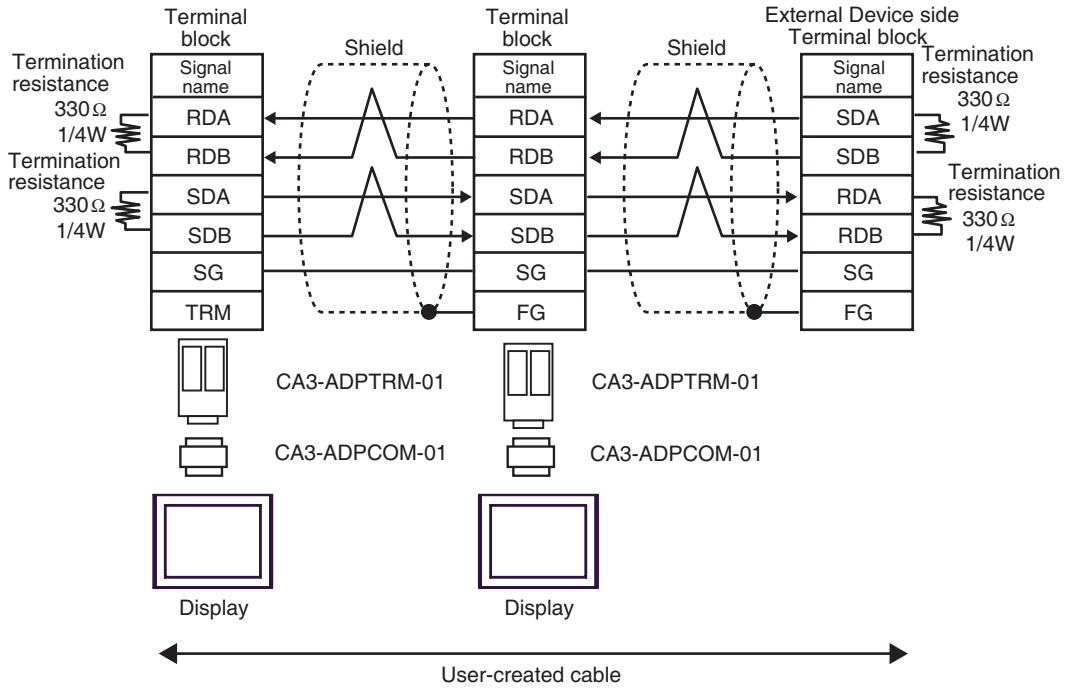 Terminal
block
Terminal
block
External Device side
Terminal block
Shield
Shield
Termination
resistance
330Ω
1/4W
Termination
resistance
330Ω
1/4W
Signal
name
RDA
RDB
SDA
SDB
SG
TRM
Signal
name
RDA
RDB
SDA
SDB
SG
FG
Signal
name
SDA
SDB
RDA
RDB
SG
FG
Termination
resistance
330Ω
1/4W
Termination
resistance
330Ω
1/4W
CA3-ADPTRM-01
CA3-ADPTRM-01
CA3-ADPCOM-01
CA3-ADPCOM-01
Display
Display
User-created cable